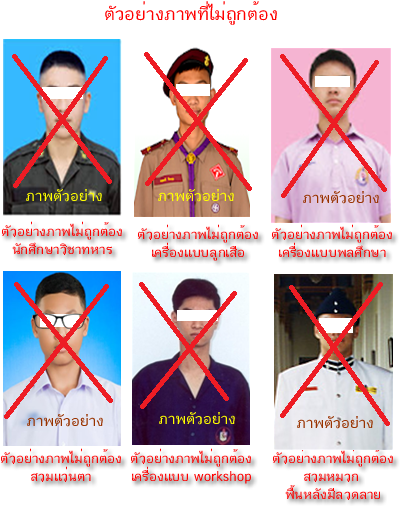 ตัวอย่างภาพที่ไม่ถูกต้อง
ภาพตัวอย่าง
ภาพตัวอย่าง
ภาพตัวอย่าง
ตัวอย่างภาพไม่ถูกต้อง
นักศึกษาวิชาทหาร
ตัวอย่างภาพไม่ถูกต้อง
เครื่องแบบลูกเสือ
ตัวอย่างภาพไม่ถูกต้อง
เครื่องแบบพลศึกษา
ภาพตัวอย่าง
ภาพตัวอย่าง
ภาพตัวอย่าง
ตัวอย่างภาพไม่ถูกต้อง
สวมแว่นตา
ตัวอย่างภาพไม่ถูกต้อง
เครื่องแบบ workshop
ตัวอย่างภาพไม่ถูกต้อง
สวมหมวก
พื้นหลังมีลวดลาย